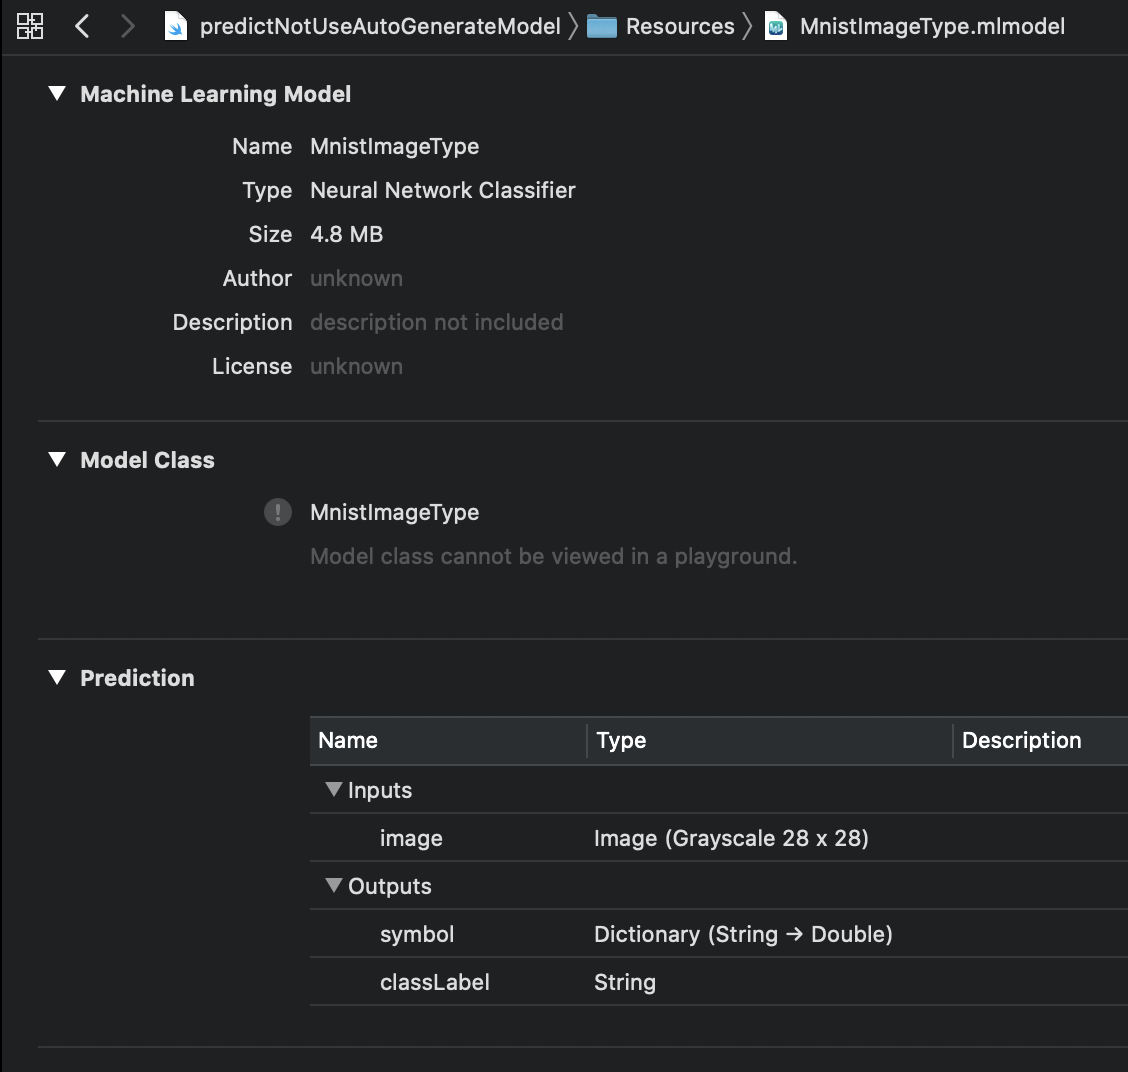 predictNotUseAutoGenerateModel Resources MnistImageType.mlmodel
Machine Learning Model
Name MnistImageType
Type Neural Network Classifier
Size 4.8 MB
Author unknown
Description description not included
License unknown
Model Class
MnistImageType
Model class cannot be viewed in a playground.
Prediction
Name Type Description
Inputs
image Image (Grayscale 28 x 28)
Outputs
symbol Dictionary (String → Double)
classLabel String